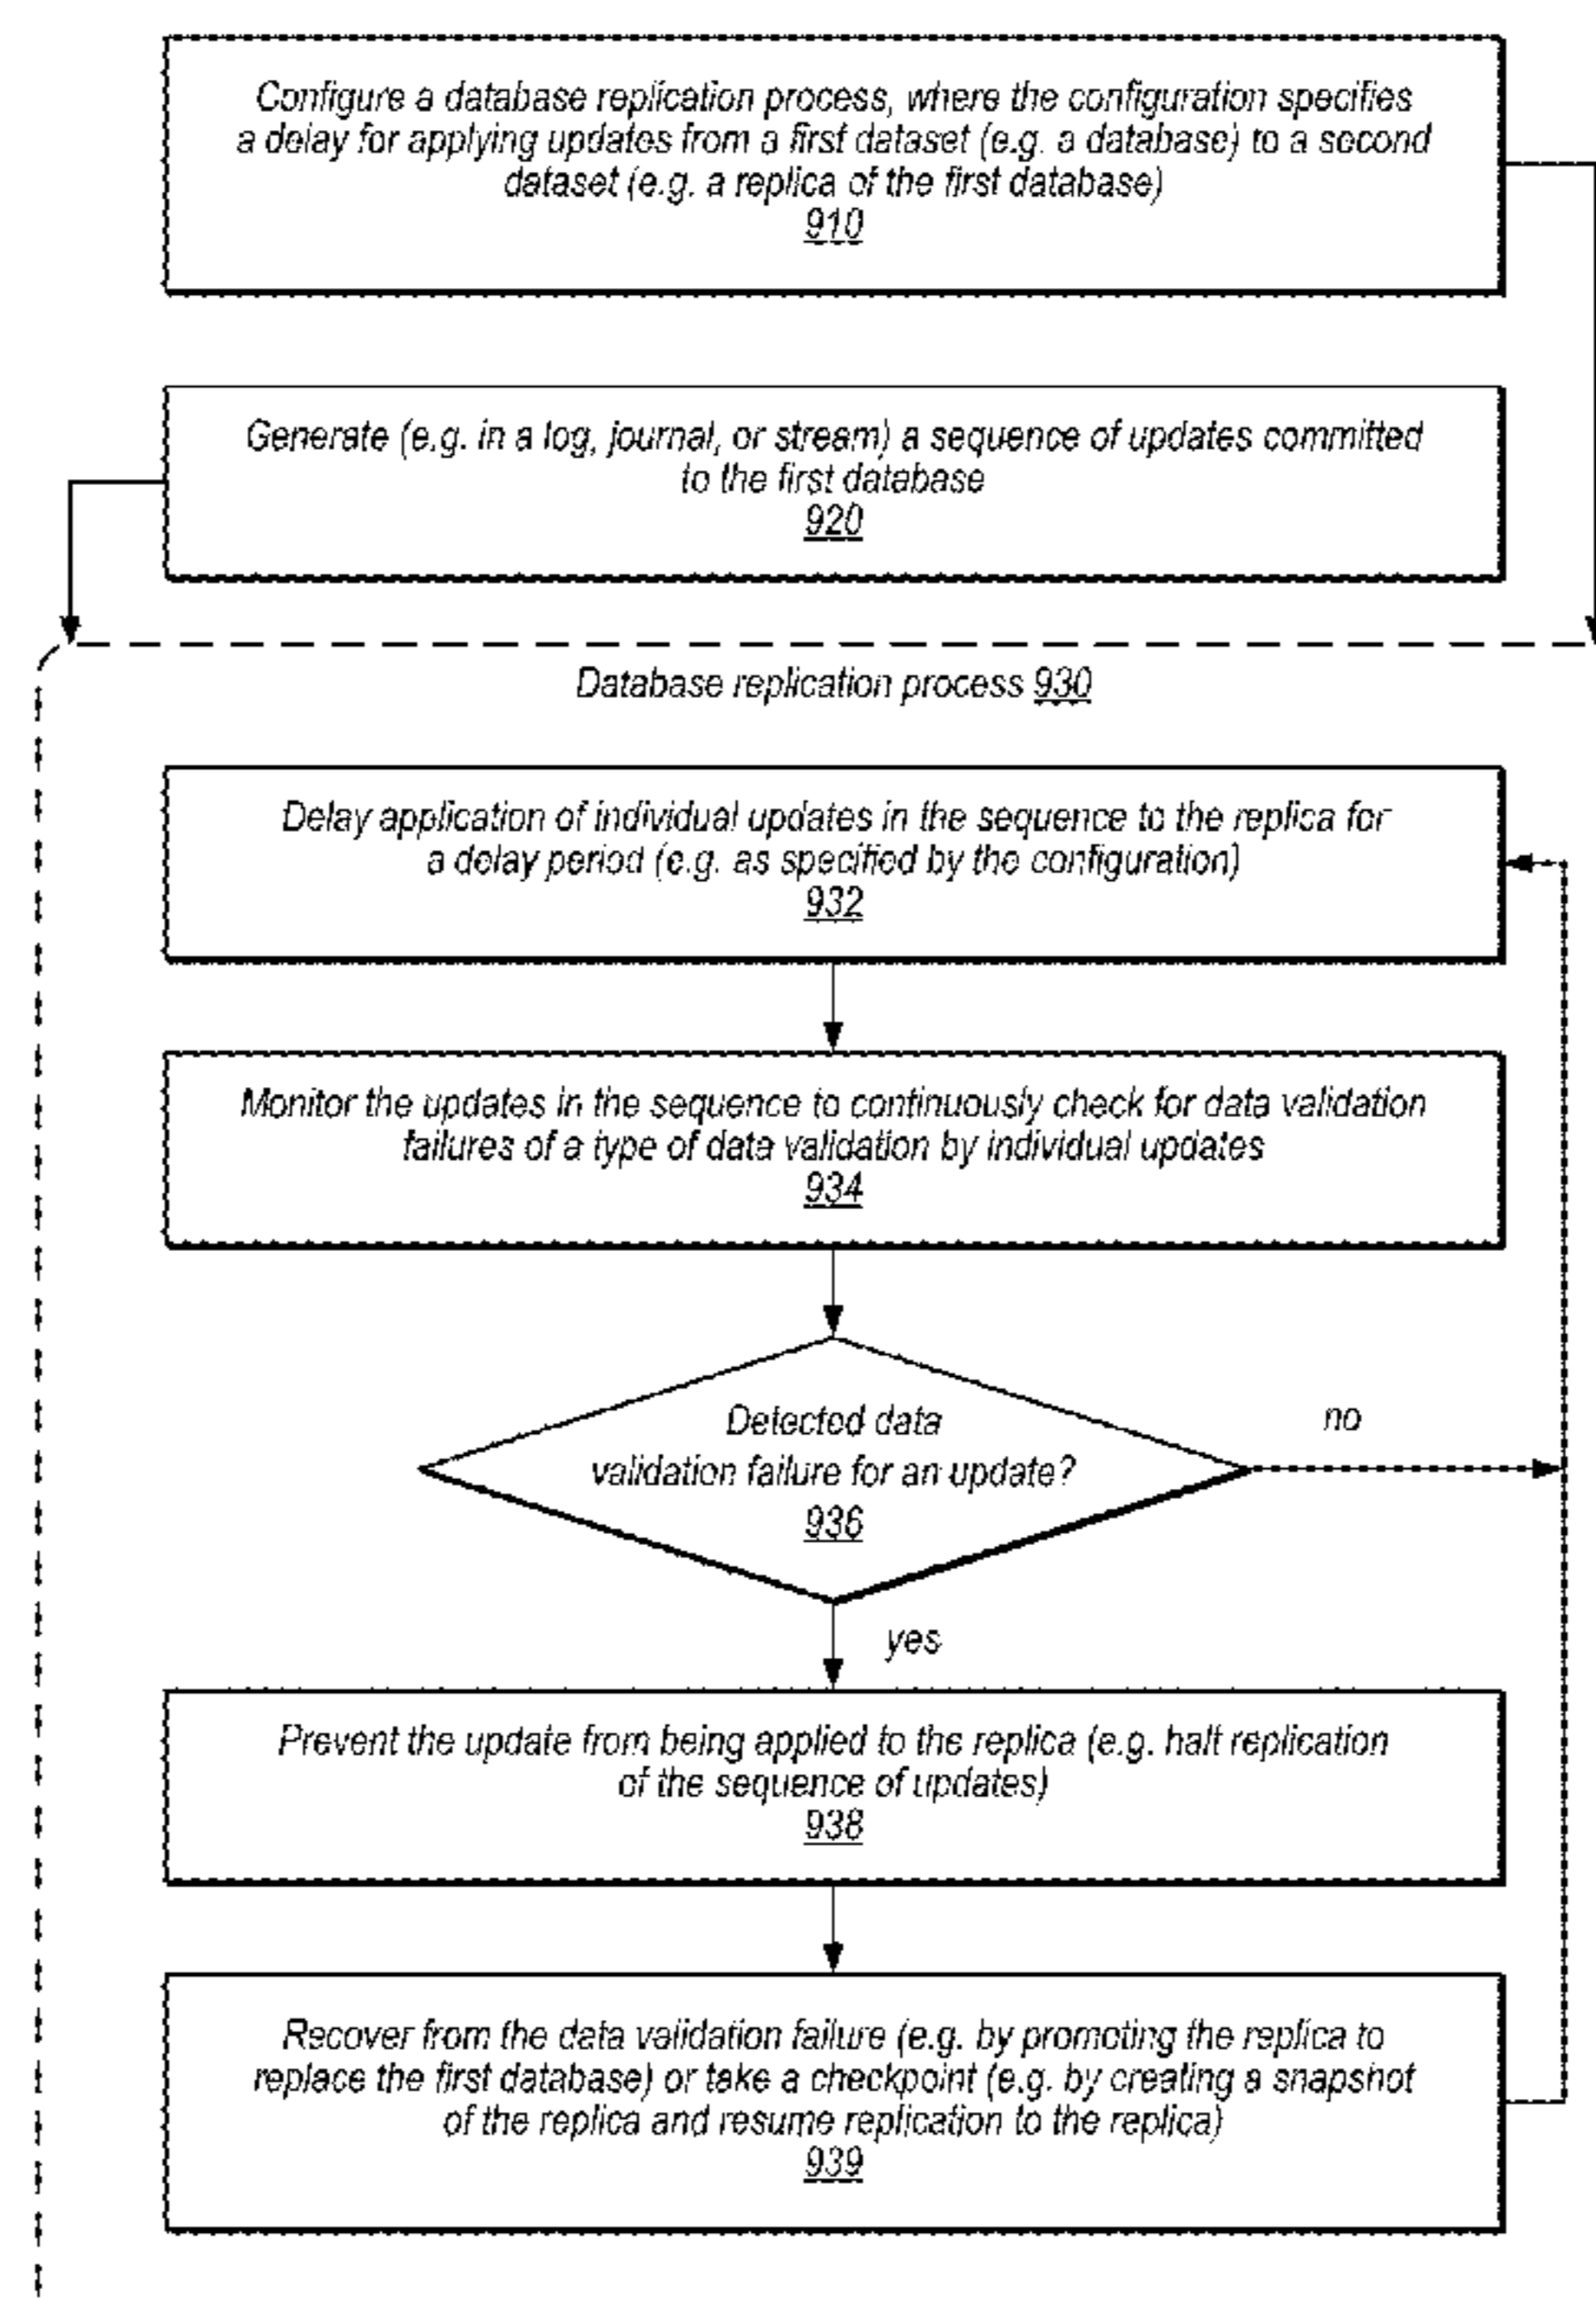 Configure a database replication process, where the configuration specifies
a delay for applying updates from a first dataset (e.g. a database) to a second
dataset (e.g. a replica of the first database)
910
Generate (e.g. in a log, journal, or stream) a sequence of updates committed
to the first database
920
Database replication process 930
Delay application of individual updates in the sequence to the replica for
a delay period (e.g. as specified by the configuration)
932
Monitor the updates in the sequence to continuously check for data validation
failures of a type of data validation by individual updates
934
Detected data
validation failure for an update?
936
no
yes
Prevent the update from being applied to the replica (e.g. halt replication
of the sequence of updates)
938
Recover from the data validation failure (e.g. by promoting the replica to
replace the first database) or take a checkpoint (e.g. by creating a snapshot
of the replica and resume replication to the replica)
939